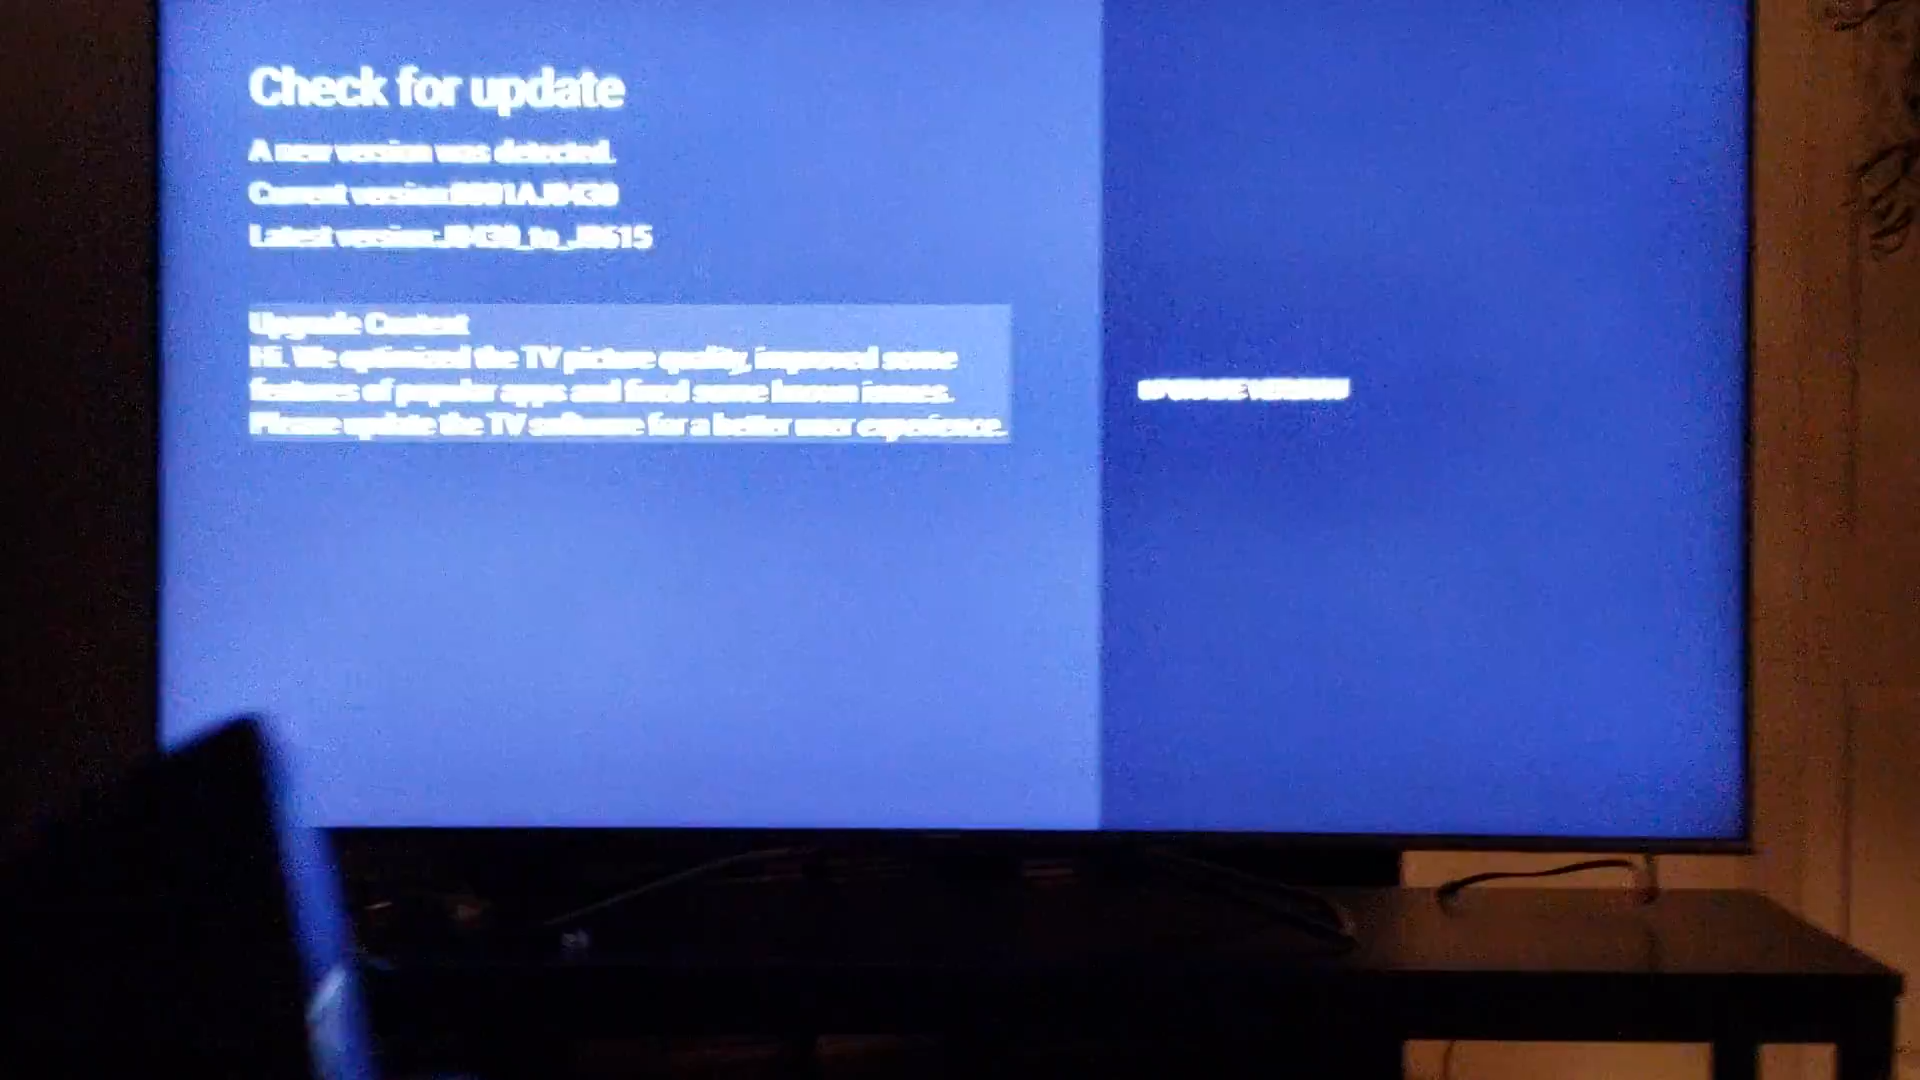 Check for update
A new version was detected.
Current version:
Latest version:
Upgrade Content
Hi. We optimized the TV picture quality, improved some
features of popular apps and fixed some known issues.
Please update the TV software for a better user experience.